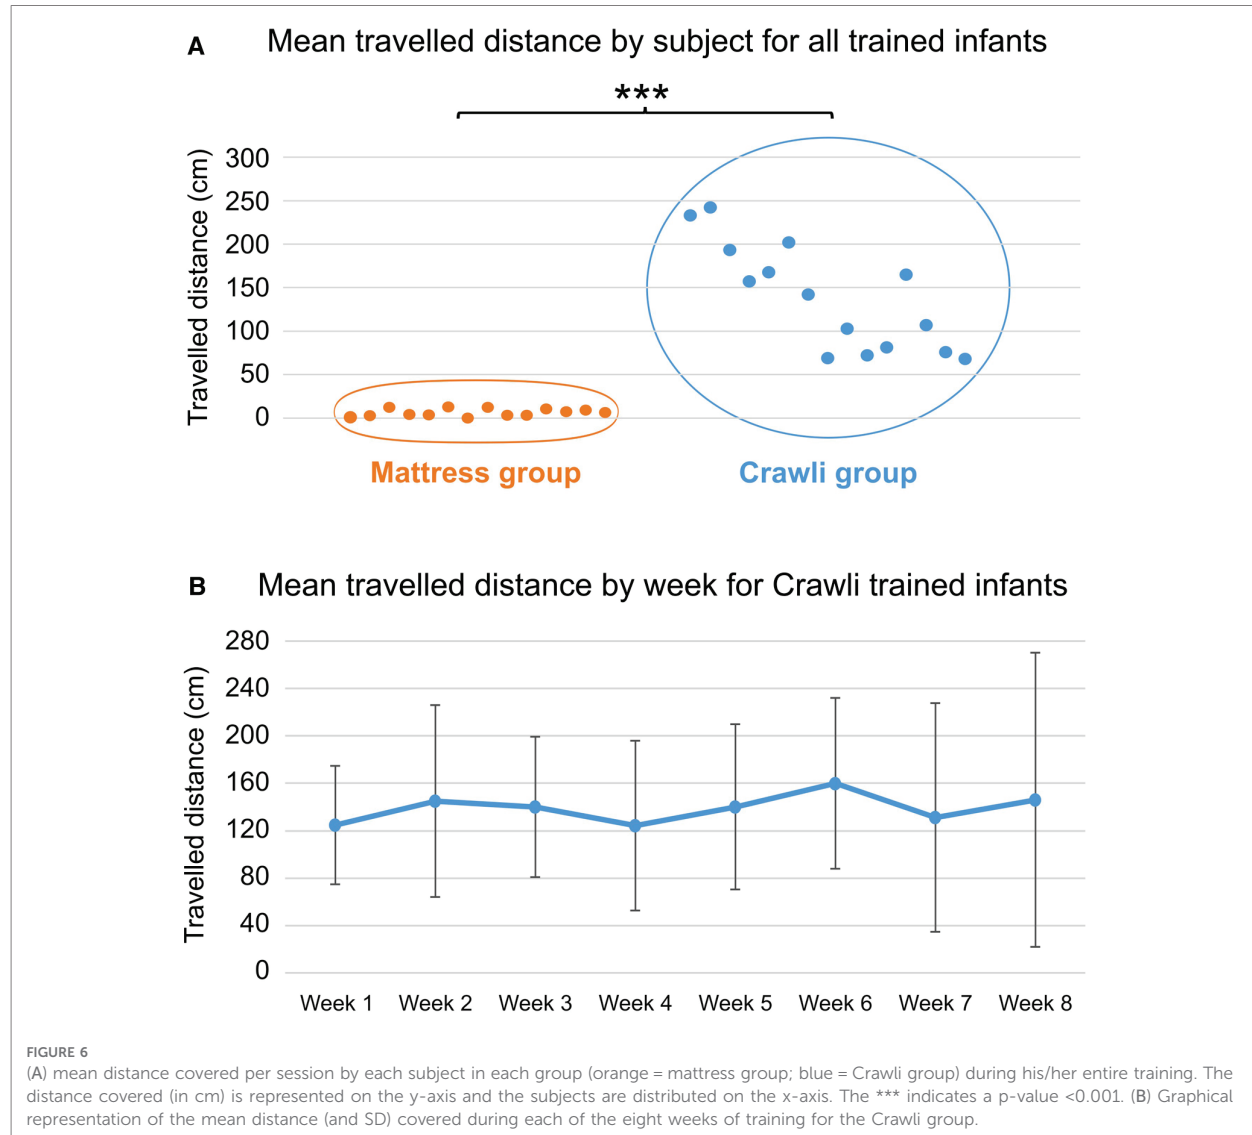 A Mean travelled distance by subject for all trained infants
***
Travelled distance (cm)
300
250
200
150
100
50
0
Mattress group Crawli group
B Mean travelled distance by week for Crawli trained infants
Travelled distance (cm)
280
240
200
160
120
80
40
0
Week 1 Week 2 Week 3 Week 4 Week 5 Week 6 Week 7 Week 8
FIGURE 6
(A) mean distance covered per session by each subject in each group (orange = mattress group; blue = Crawli group) during his/her entire training. The
distance covered (in cm) is represented on the y-axis and the subjects are distributed on the x-axis. The *** indicates a p-value <0.001. (B) Graphical
representation of the mean distance (and SD) covered during each of the eight weeks of training for the Crawli group.